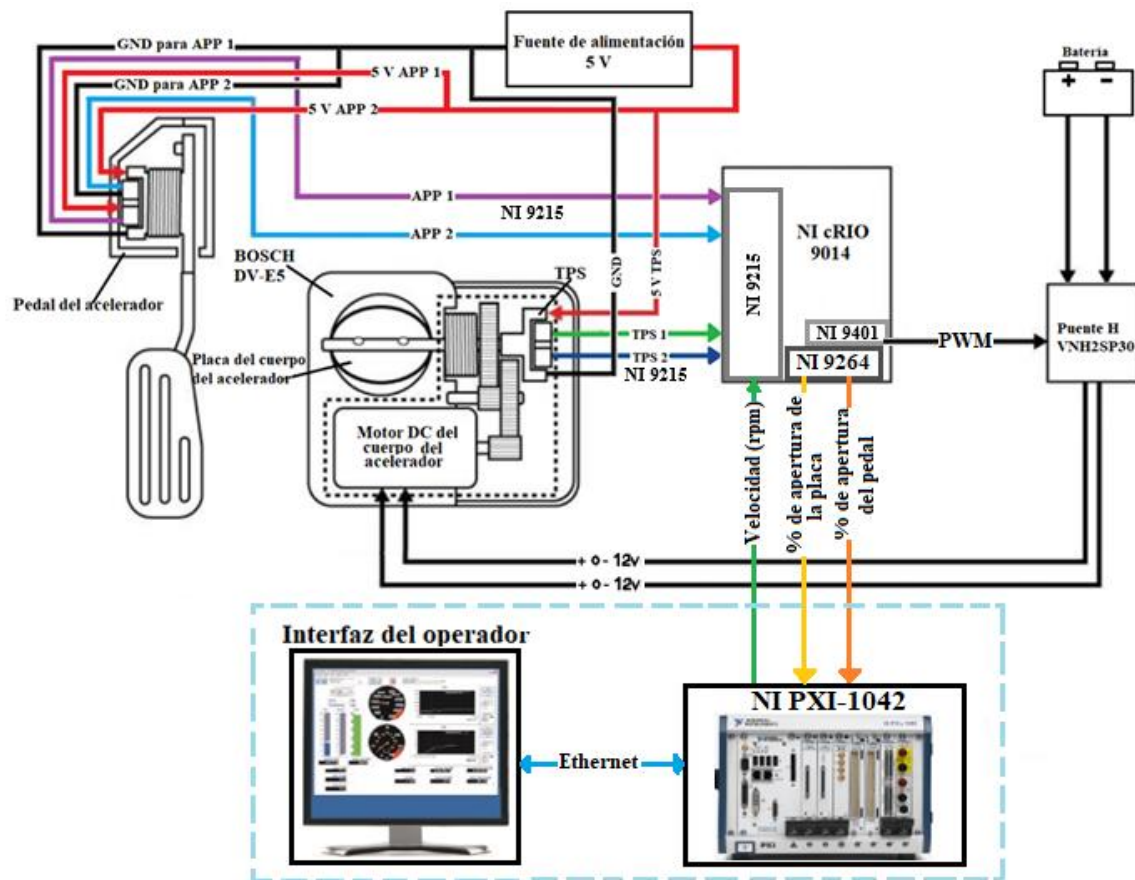 Fuente de alimentación
5 V
Batería
+ -
GND para APP 1
5 V APP 1
GND para APP 2
5 V APP 2
APP 1
NI 9215
APP 2
NI cRIO
9014
NI 9215
NI 9401
NI 9264
PWM
Puente H
VNH2SP30
Pedal del acelerador
BOSCH
DV-E5
TPS
GND
5 V TPS
TPS 1
TPS 2
NI 9215
Placa del cuerpo
del acelerador
Motor DC del
cuerpo del
acelerador
Velocidad (rpm)
% de apertura de
la placa
% de apertura
del pedal
+ 0 - 12v
+ 0 - 12v
Interfaz del operador
NI PXI-1042
Ethernet
PXI